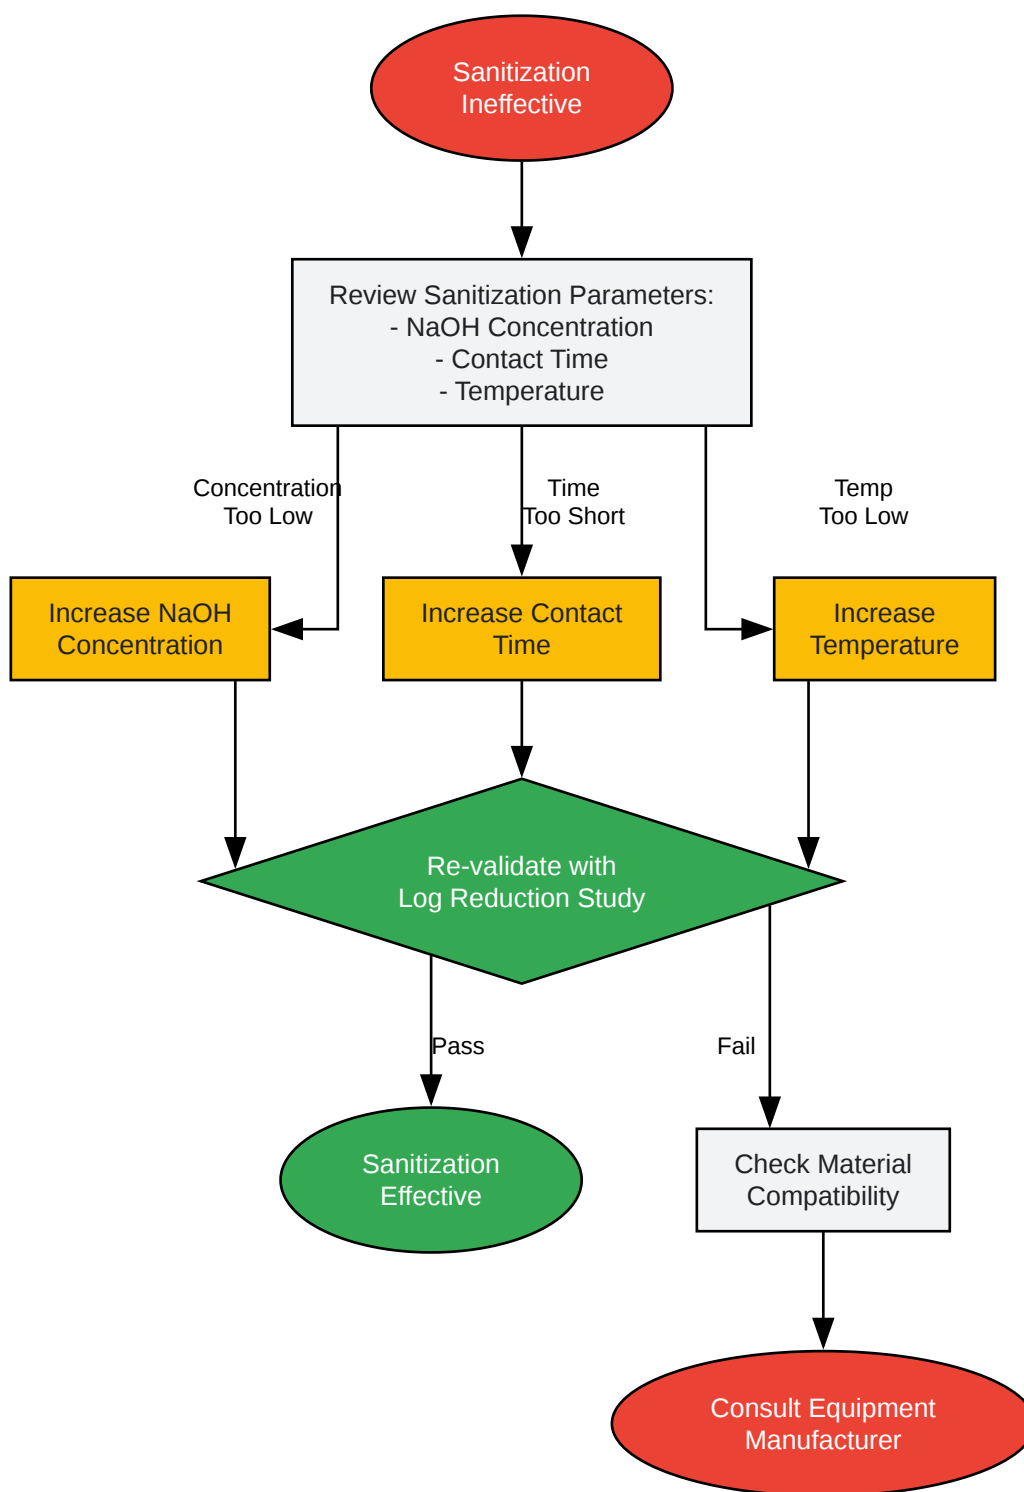 Sanitization
Ineffective
Review Sanitization Parameters:
- NaOH Concentration
- Contact Time
- Temperature
Concentration
Too Low
Time
Too Short
Temp
Too Low
Increase NaOH
Concentration
Increase Contact
Time
Increase
Temperature
Re-validate with
Log Reduction Study
Pass
Fail
Sanitization
Effective
Check Material
Compatibility
Consult Equipment
Manufacturer